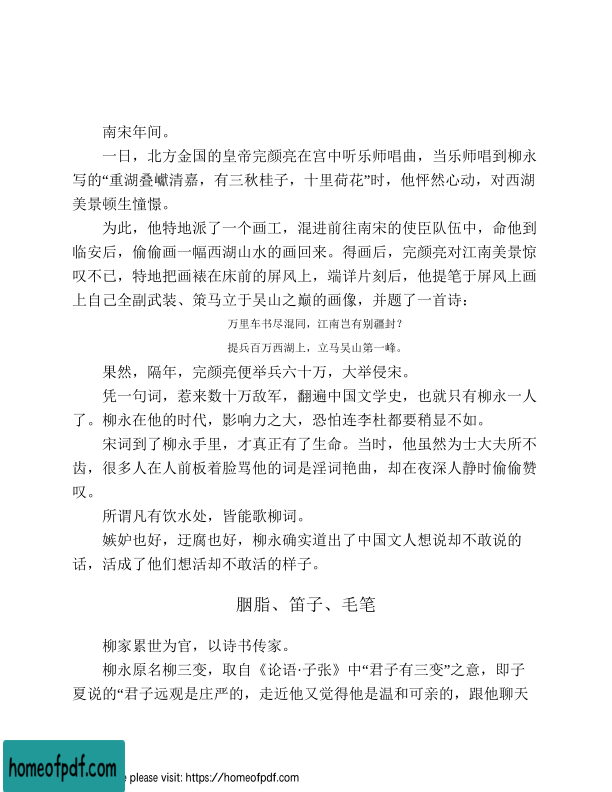 南宋年间。
一日，北方金国的皇帝完颜亮在宫中听乐师唱曲，当乐师唱到柳永
写的“重湖叠巘清嘉，有三秋桂子，十里荷花”时，他怦然心动，对西湖
美景顿生憧憬。
为此，他特地派了一个画工，混进前往南宋的使臣队伍中，命他到
临安后，偷偷画一幅西湖山水的画回来。得画后，完颜亮对江南美景惊
叹不已，特地把画裱在床前的屏风上，端详片刻后，他提笔于屏风上画
上自己全副武装、策马立于吴山之巅的画像，并题了一首诗：
万里车书尽混同，江南岂有别疆封？
提兵百万西湖上，立马吴山第一峰。
果然，隔年，完颜亮便举兵六十万，大举侵宋。
凭一句词，惹来数十万敌军，翻遍中国文学史，也就只有柳永一人
了。柳永在他的时代，影响力之大，恐怕连李杜都要稍显不如。
宋词到了柳永手里，才真正有了生命。当时，他虽然为士大夫所不
齿，很多人在人前板着脸骂他的词是淫词艳曲，却在夜深人静时偷偷赞
叹。
所谓凡有饮水处，皆能歌柳词。
嫉妒也好，迂腐也好，柳永确实道出了中国文人想说却不敢说的
话，活成了他们想活却不敢活的样子。
胭脂、笛子、毛笔
柳家累世为官，以诗书传家。
柳永原名柳三变，取自《论语·子张》中“君子有三变”之意，即子
夏说的“君子远观是庄严的，走近他又觉得他是温和可亲的，跟他聊天
homeofpdf.com
e please visit: https://homeofpdf.com